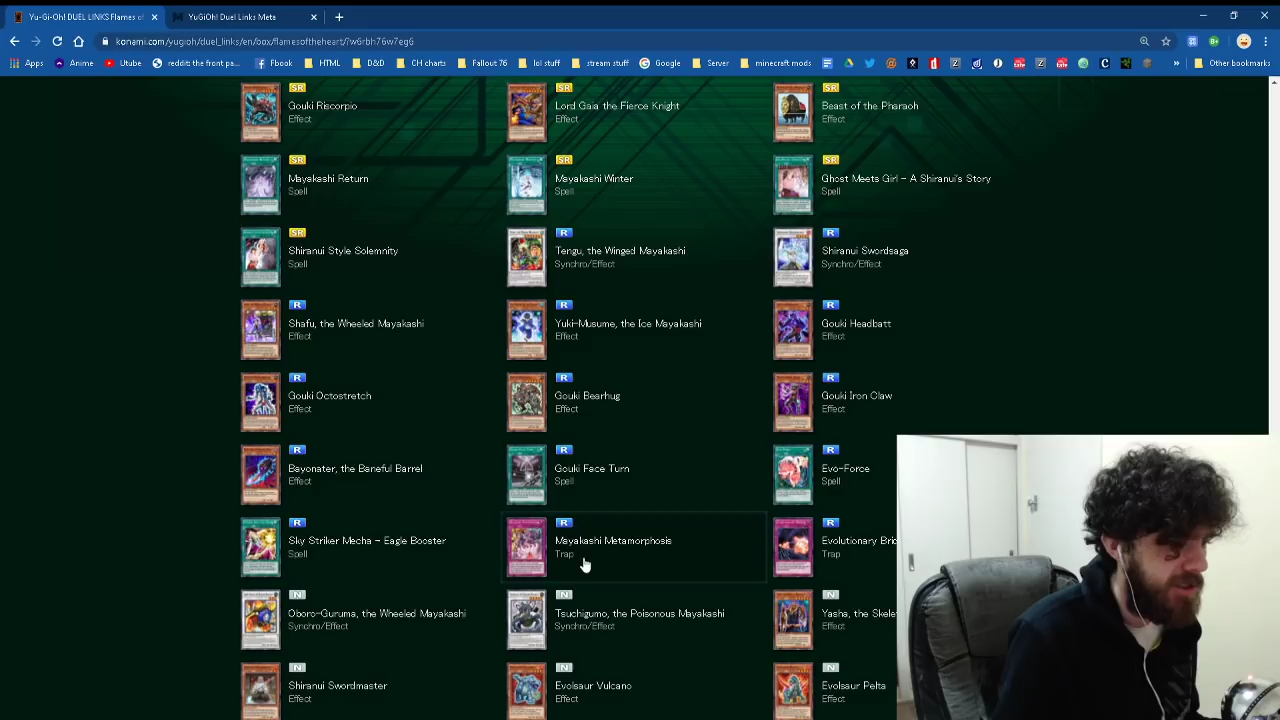 Yu-Gi-Oh! DUEL LINKS Flames of
YuGiOh! Duel Links Meta
konami.com/yugioh/duel_links/en/box/flamesoftheart/?w6rbh76w7eg6
Apps
Anime
Youtube
reddit the front pa...
Fbook
HTML
D&D
CH charts
Fallout 76
lol stuff
stream stuff
Google
Server
minecraft mods
Other bookmarks
SR
SR
SR
Gouki Riscorpio
Lord Gaia the Fierce Knight
Beast of the Pharaoh
Effect
Effect
Effect
SR
SR
SR
Mayakashi Return
Mayakashi Winter
Ghost Meets Girl - A Shiranui's Story
Spell
Spell
Spell
SR
R
R
Shiranui Style Solemnity
Tengu, the Winged Mayakashi
Shiranui Swordsaga
Spell
Synchro/Effect
Synchro/Effect
R
R
R
Shafu, the Wheeled Mayakashi
Yuki-Musume, the Ice Mayakashi
Gouki Headbatt
Effect
Effect
Effect
R
R
R
Gouki Octostretch
Gouki Bearhug
Gouki Iron Claw
Effect
Effect
Effect
R
R
R
Bayonater, the Baneful Barrel
Gouki Face Turn
Evo-Force
Effect
Spell
Spell
R
R
R
Sky Striker Mecha - Eagle Booster
Mayakashi Metamorphosis
Evolutionary Bri
Spell
Trap
Trap
N
N
N
Oboro-Guruma, the Wheeled Mayakashi
Tsuchigumo, the Poisonous Mayakashi
Yasha, the Skele
Synchro/Effect
Synchro/Effect
Effect
N
N
N
Shiranui Swordmaster
Evolsaur Vulcano
Evolsaur Pelta
Effect
Effect
Effect